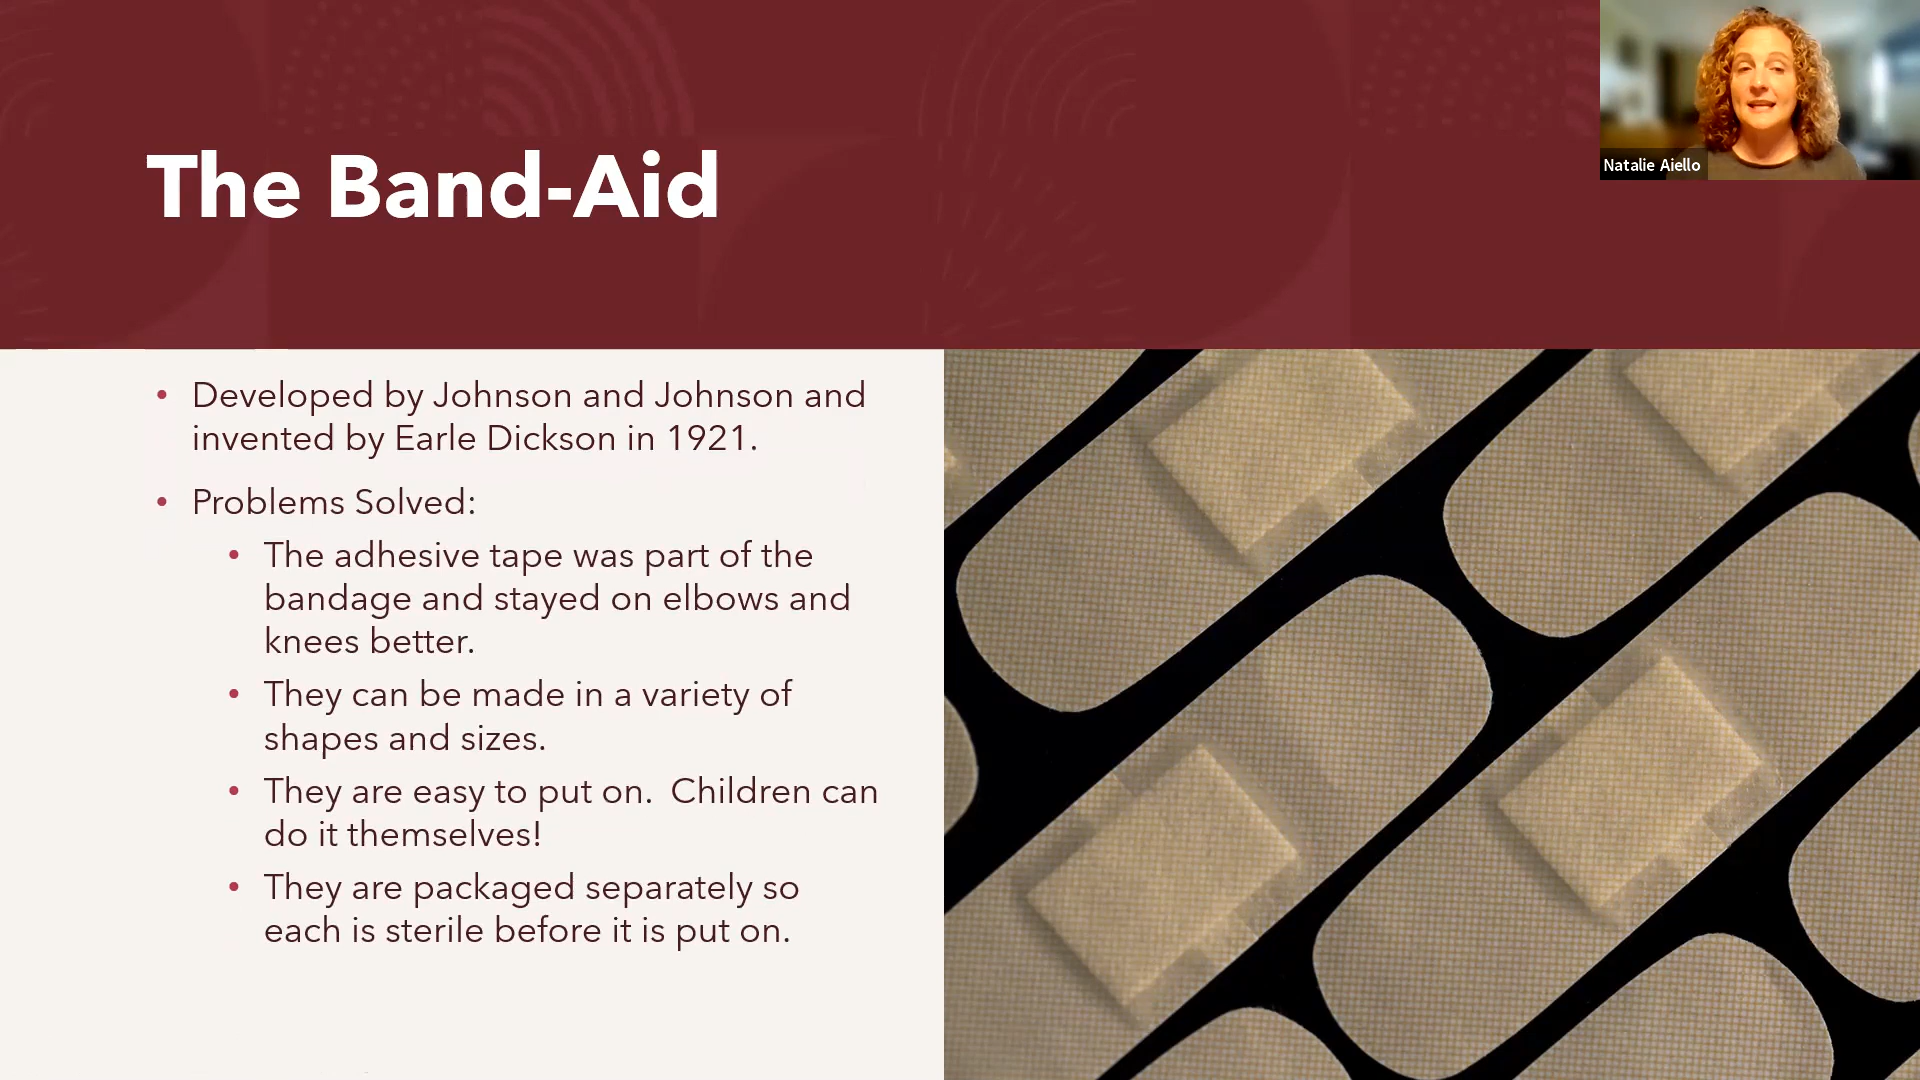 The Band-Aid
Natalie Aiello
• Developed by Johnson and Johnson and
invented by Earle Dickson in 1921.
• Problems Solved:
• The adhesive tape was part of the
bandage and stayed on elbows and
knees better.
• They can be made in a variety of
shapes and sizes.
• They are easy to put on.  Children can
do it themselves!
• They are packaged separately so
each is sterile before it is put on.